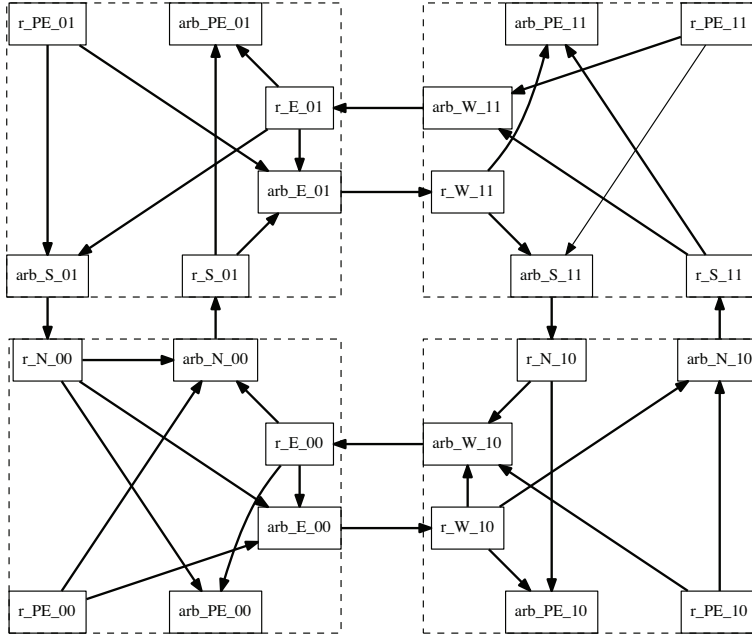 r_PE_01
arb_PE_01
arb_PE_11
r_PE_11
r_E_01
arb_W_11
arb_E_01
r_W_11
arb_S_01
r_S_01
arb_S_11
r_S_11
r_N_00
arb_N_00
r_N_10
arb_N_10
r_E_00
arb_W_10
arb_E_00
r_W_10
r_PE_00
arb_PE_00
arb_PE_10
r_PE_10